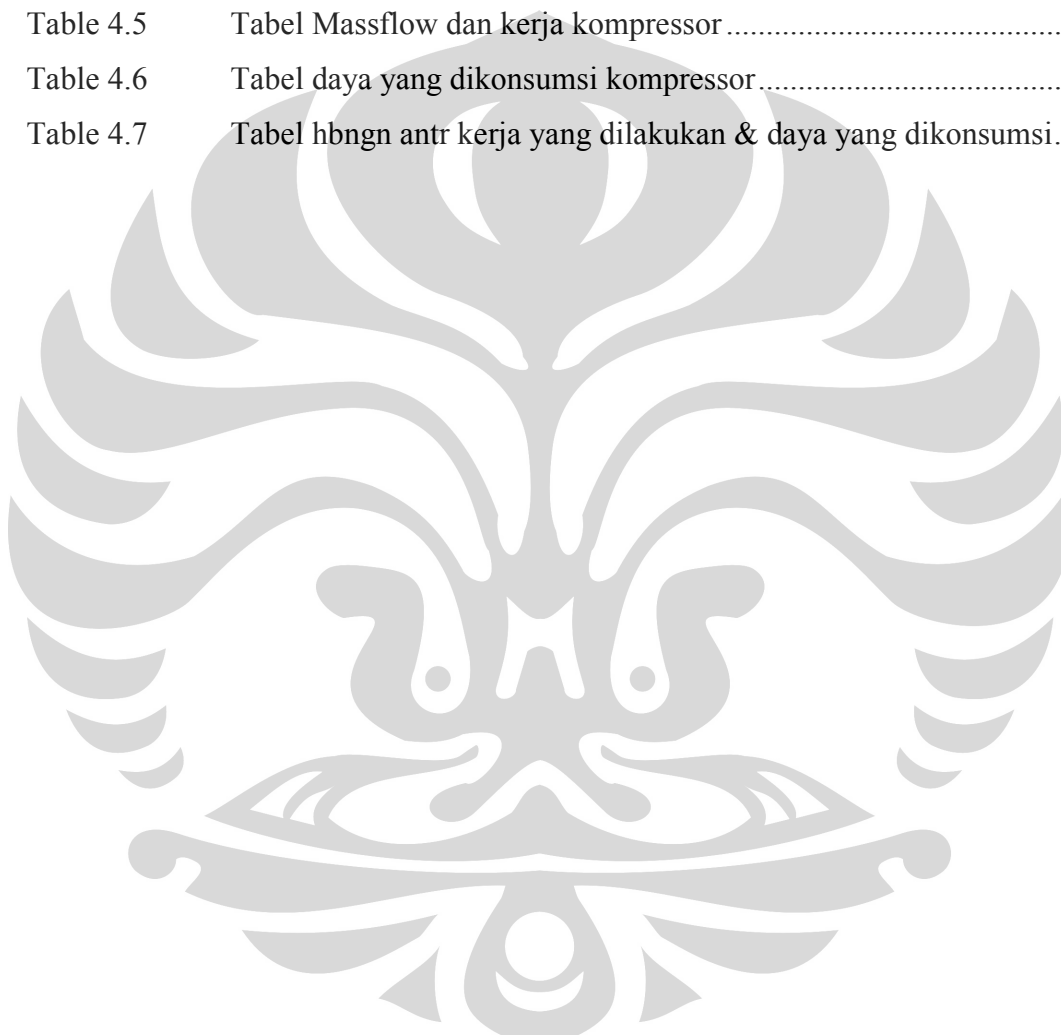 Table 4.5 Tabel Massflow dan kerja kompressor ....................................
Table 4.6 Tabel daya yang dikonsumsi kompressor ................................
Table 4.7 Tabel hbngn antr kerja yang dilakukan & daya yang dikonsumsi.